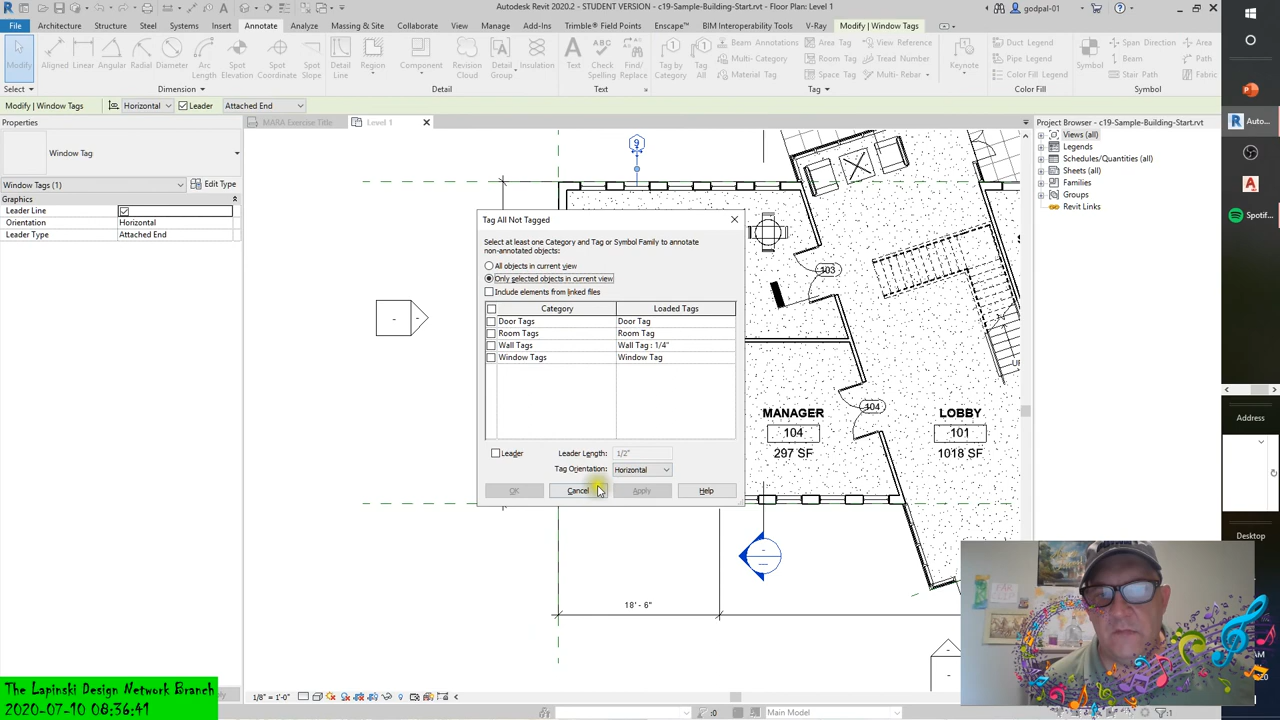 Autodesk Revit 2020.2 - STUDENT VERSION - c19-Sample-Building-Start.rvt - Floor Plan: Level 1
godpal-01
File Architecture Structure Steel Systems Insert Annotate Analyze Massing & Site Collaborate View Manage Add-Ins Trimble® Field Points Enscape™ BIM Interoperability Tools V-Ray Modify | Window Tags
Modify Aligned Linear Angular Radial Diameter Arc Length Spot Elevation Spot Coordinate Spot Slope
Detail Line Region Component Revision Cloud Detail Group Insulation
Text Check Spelling Find/ Replace
Tag by Category Tag All Beam Annotations Multi- Category Material Tag Area Tag Room Tag Space Tag View Reference Tread Number Multi- Rebar
Keynote Duct Legend Pipe Legend Color Fill Legend Symbol Span Direction Beam Stair Path Area Path Fabric
Select Dimension Detail Text Tag Color Fill Symbol
Modify | Window Tags Horizontal Leader Attached End
Properties
MARA Exercise Title
Level 1
Project Browser - c19-Sample-Building-Start.rvt
Window Tag
Window Tags (1)
Edit Type
Graphics
Leader Line
Orientation Horizontal
Leader Type Attached End
Views (all)
Legends
Schedules/Quantities (all)
Sheets (all)
Families
Groups
Revit Links
9
Tag All Not Tagged
Select at least one Category and Tag or Symbol Family to annotate
non-annotated objects:
All objects in current view
Only selected objects in current view
Include elements from linked files
Category Loaded Tags
Door Tags Door Tag
Room Tags Room Tag
Wall Tags Wall Tag : 1/4"
Window Tags Window Tag
Leader Leader Length: 1/2"
Tag Orientation: Horizontal
OK Cancel Apply Help
103
104
MANAGER
104
297 SF
LOBBY
101
1018 SF
18' - 6"
1/8" = 1'-0"
:0
Main Model
:1
Auto...
Spotif...
Address
Desktop
The Lapinski Design Network Branch
2020-07-10 08:36:41